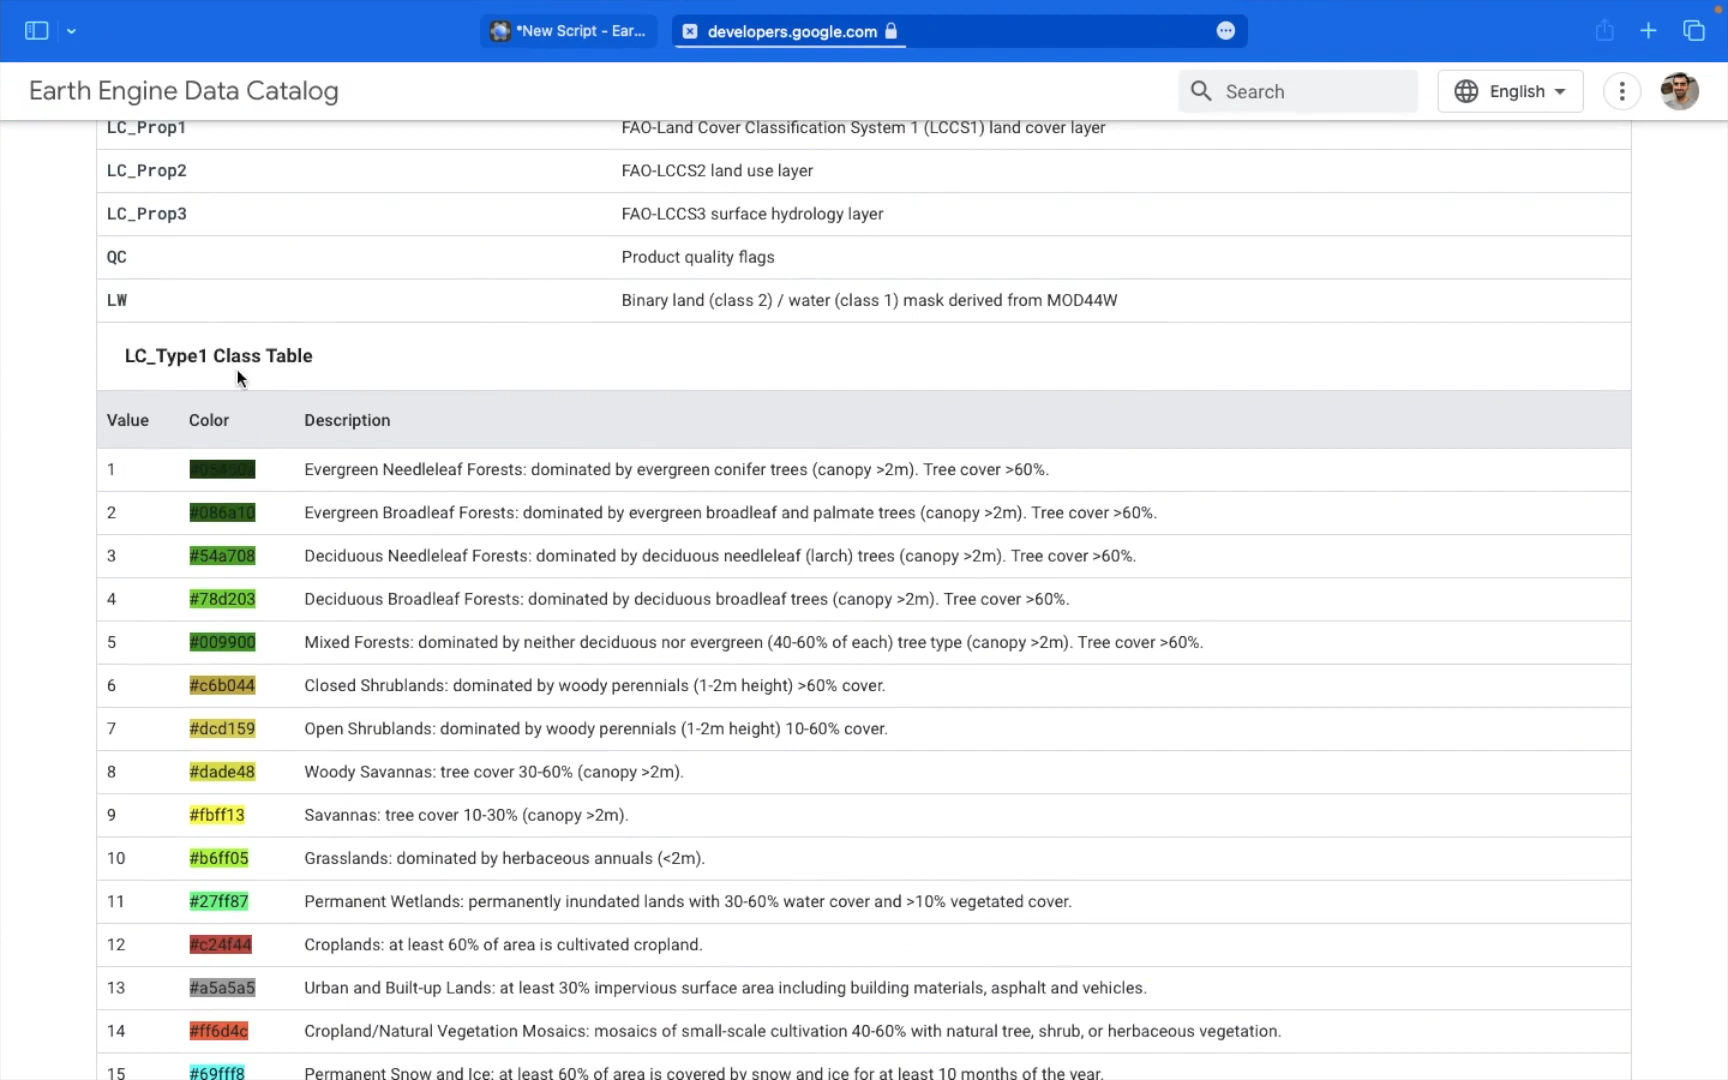 *New Script - Ear...
developers.google.com
Earth Engine Data Catalog
Search
English
LC_Prop1 FAO-Land Cover Classification System 1 (LCCS1) land cover layer
LC_Prop2 FAO-LCCS2 land use layer
LC_Prop3 FAO-LCCS3 surface hydrology layer
QC Product quality flags
LW Binary land (class 2) / water (class 1) mask derived from MOD44W
LC_Type1 Class Table
Value Color Description
1 #05450a Evergreen Needleleaf Forests: dominated by evergreen conifer trees (canopy >2m). Tree cover >60%.
2 #086a10 Evergreen Broadleaf Forests: dominated by evergreen broadleaf and palmate trees (canopy >2m). Tree cover >60%.
3 #54a708 Deciduous Needleleaf Forests: dominated by deciduous needleleaf (larch) trees (canopy >2m). Tree cover >60%.
4 #78d203 Deciduous Broadleaf Forests: dominated by deciduous broadleaf trees (canopy >2m). Tree cover >60%.
5 #009900 Mixed Forests: dominated by neither deciduous nor evergreen (40-60% of each) tree type (canopy >2m). Tree cover >60%.
6 #c6b044 Closed Shrublands: dominated by woody perennials (1-2m height) >60% cover.
7 #dcd159 Open Shrublands: dominated by woody perennials (1-2m height) 10-60% cover.
8 #dade48 Woody Savannas: tree cover 30-60% (canopy >2m).
9 #fbff13 Savannas: tree cover 10-30% (canopy >2m).
10 #b6ff05 Grasslands: dominated by herbaceous annuals (<2m).
11 #27ff87 Permanent Wetlands: permanently inundated lands with 30-60% water cover and >10% vegetated cover.
12 #c24f44 Croplands: at least 60% of area is cultivated cropland.
13 #a5a5a5 Urban and Built-up Lands: at least 30% impervious surface area including building materials, asphalt and vehicles.
14 #ff6d4c Cropland/Natural Vegetation Mosaics: mosaics of small-scale cultivation 40-60% with natural tree, shrub, or herbaceous vegetation.
15 #69fff8 Permanent Snow and Ice: at least 60% of area is covered by snow and ice for at least 10 months of the year.